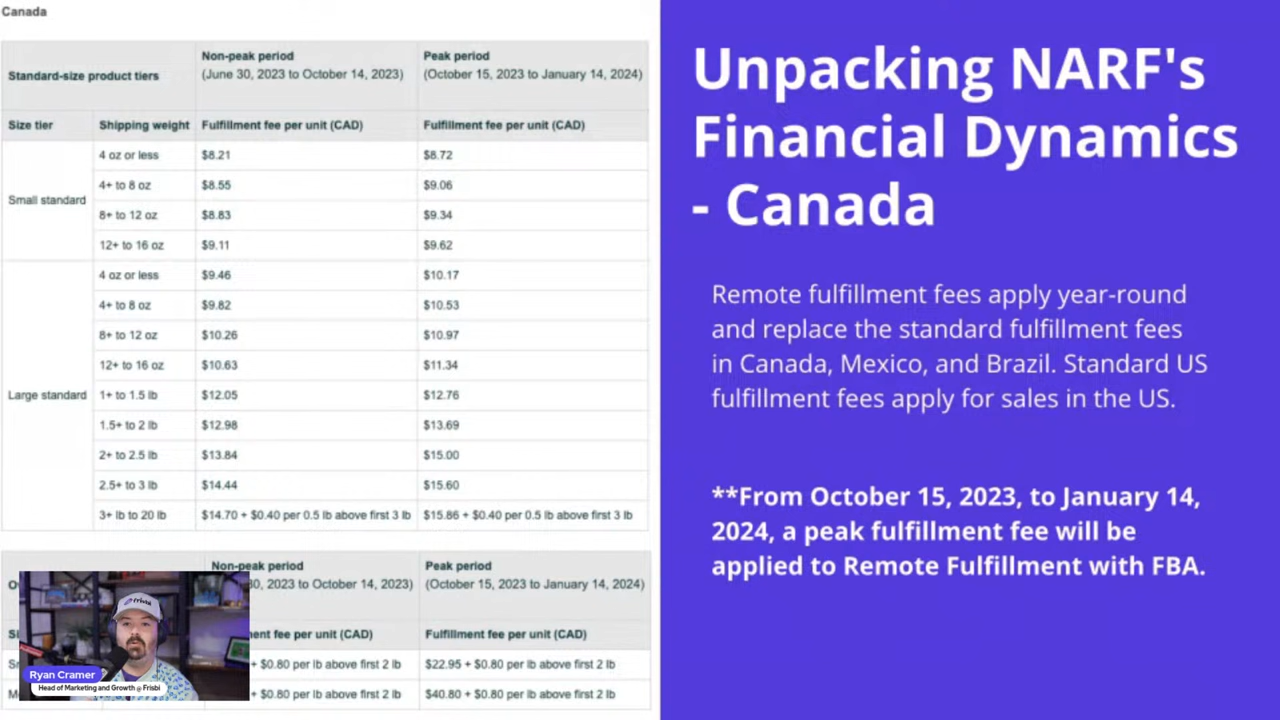 Canada
Standard-size product tiers
Non-peak period
(June 30, 2023 to October 14, 2023)
Peak period
(October 15, 2023 to January 14, 2024)
Size tier Shipping weight Fulfillment fee per unit (CAD) Fulfillment fee per unit (CAD)
Small standard
4 oz or less $8.21 $8.72
4+ to 8 oz $8.55 $9.06
8+ to 12 oz $8.83 $9.34
12+ to 16 oz $9.11 $9.62
Large standard
4 oz or less $9.46 $10.17
4+ to 8 oz $9.82 $10.53
8+ to 12 oz $10.26 $10.97
12+ to 16 oz $10.63 $11.34
1+ to 1.5 lb $12.05 $12.76
1.5+ to 2 lb $12.98 $13.69
2+ to 2.5 lb $13.84 $15.00
2.5+ to 3 lb $14.44 $15.60
3+ lb to 20 lb $14.70 + $0.40 per 0.5 lb above first 3 lb $15.86 + $0.40 per 0.5 lb above first 3 lb
Non-peak period
30, 2023 to October 14, 2023)
Peak period
(October 15, 2023 to January 14, 2024)
fee per unit (CAD) Fulfillment fee per unit (CAD)
+ $0.80 per lb above first 2 lb $22.95 + $0.80 per lb above first 2 lb
+ $0.80 per lb above first 2 lb $40.80 + $0.80 per lb above first 2 lb
frisbi
Ryan Cramer
Head of Marketing and Growth @ Frisbi
Unpacking NARF's
Financial Dynamics
- Canada
Remote fulfillment fees apply year-round
and replace the standard fulfillment fees
in Canada, Mexico, and Brazil. Standard US
fulfillment fees apply for sales in the US.
**From October 15, 2023, to January 14,
2024, a peak fulfillment fee will be
applied to Remote Fulfillment with FBA.